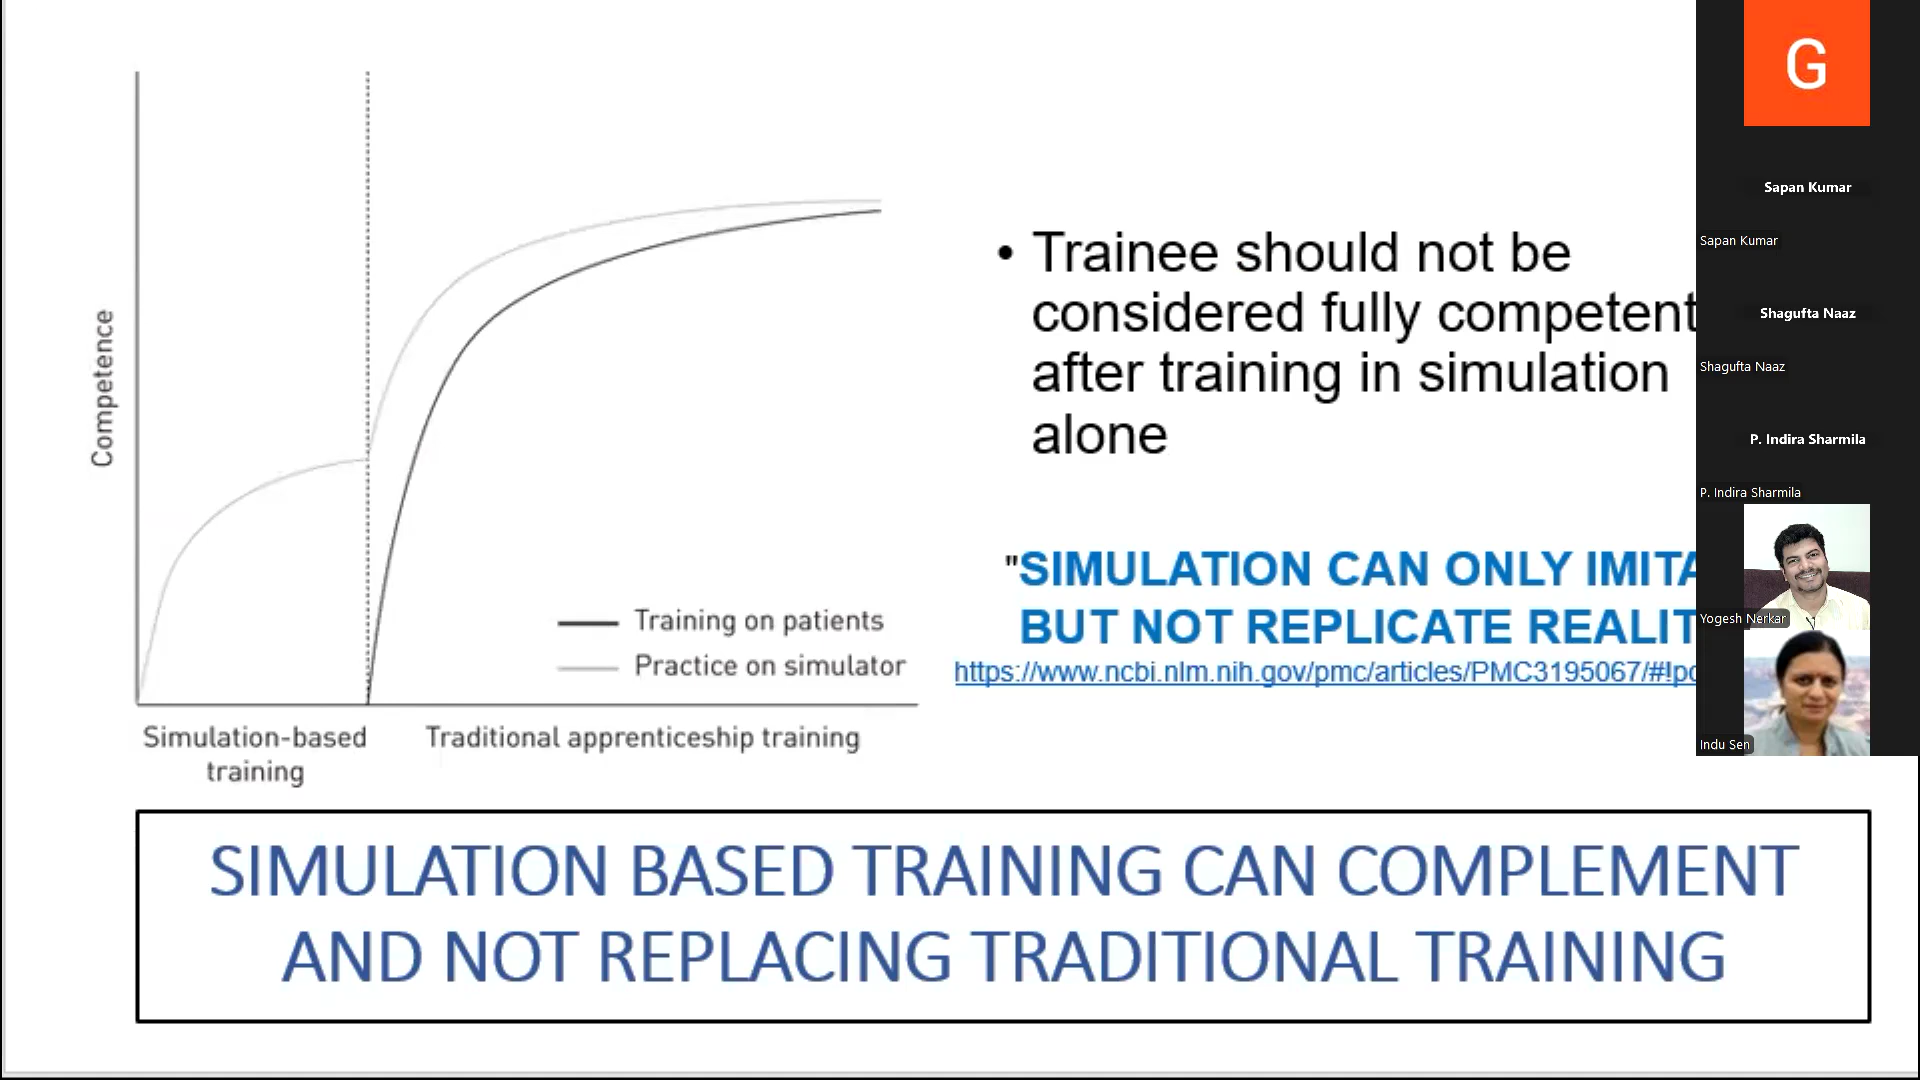 Competence
Training on patients
Practice on simulator
Simulation-based
training
Traditional apprenticeship training
• Trainee should not be
considered fully competent
after training in simulation
alone
"SIMULATION CAN ONLY IMITA
BUT NOT REPLICATE REALIT
https://www.ncbi.nlm.nih.gov/pmc/articles/PMC3195067/#!po
SIMULATION BASED TRAINING CAN COMPLEMENT
AND NOT REPLACING TRADITIONAL TRAINING
G
Sapan Kumar
Sapan Kumar
Shagufta Naaz
Shagufta Naaz
P. Indira Sharmila
P. Indira Sharmila
Yogesh Nerkar
Indu Sen